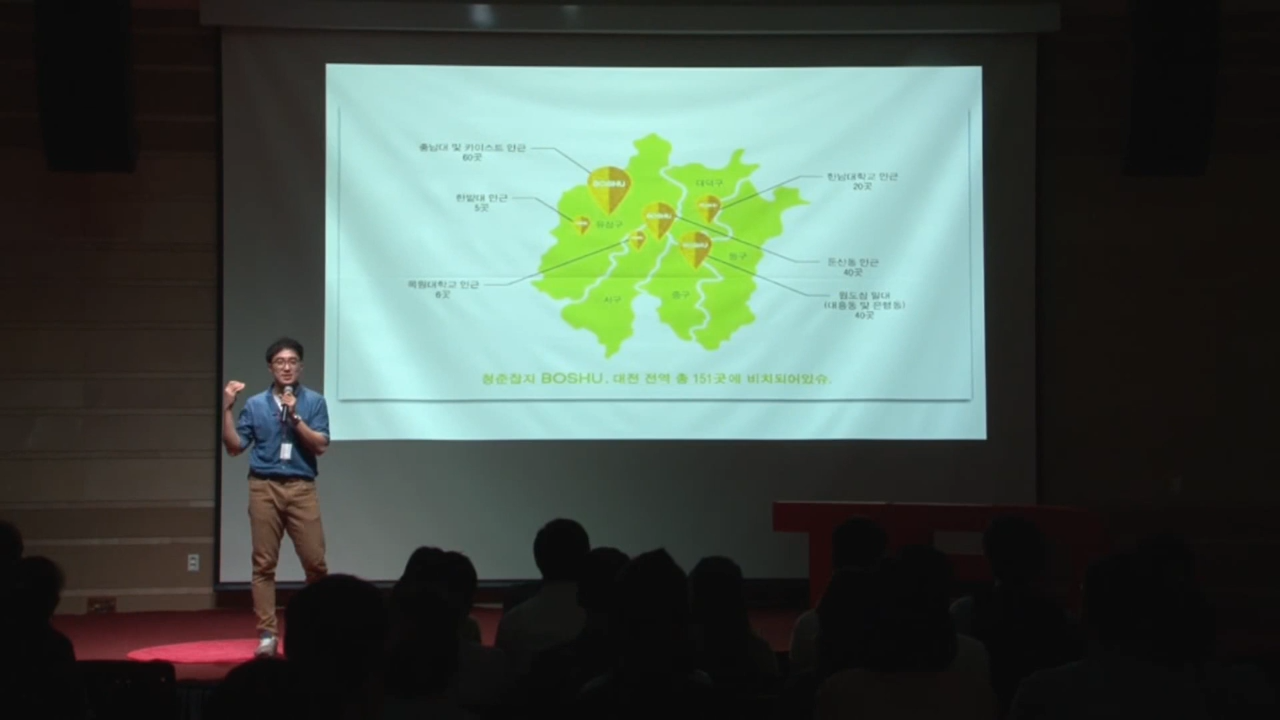 충남대 및 카이스트 인근
60곳
BOSHU
대덕구
한남대학교 인근
20곳
한밭대 인근
5곳
BOSHU
유성구
BOSHU
동구
둔산동 인근
40곳
목원대학교 인근
6곳
서구
중구
원도심 일대
(대흥동 및 은행동)
40곳
청춘잡지 BOSHU, 대전 전역 총 151곳에 비치되어있슈.